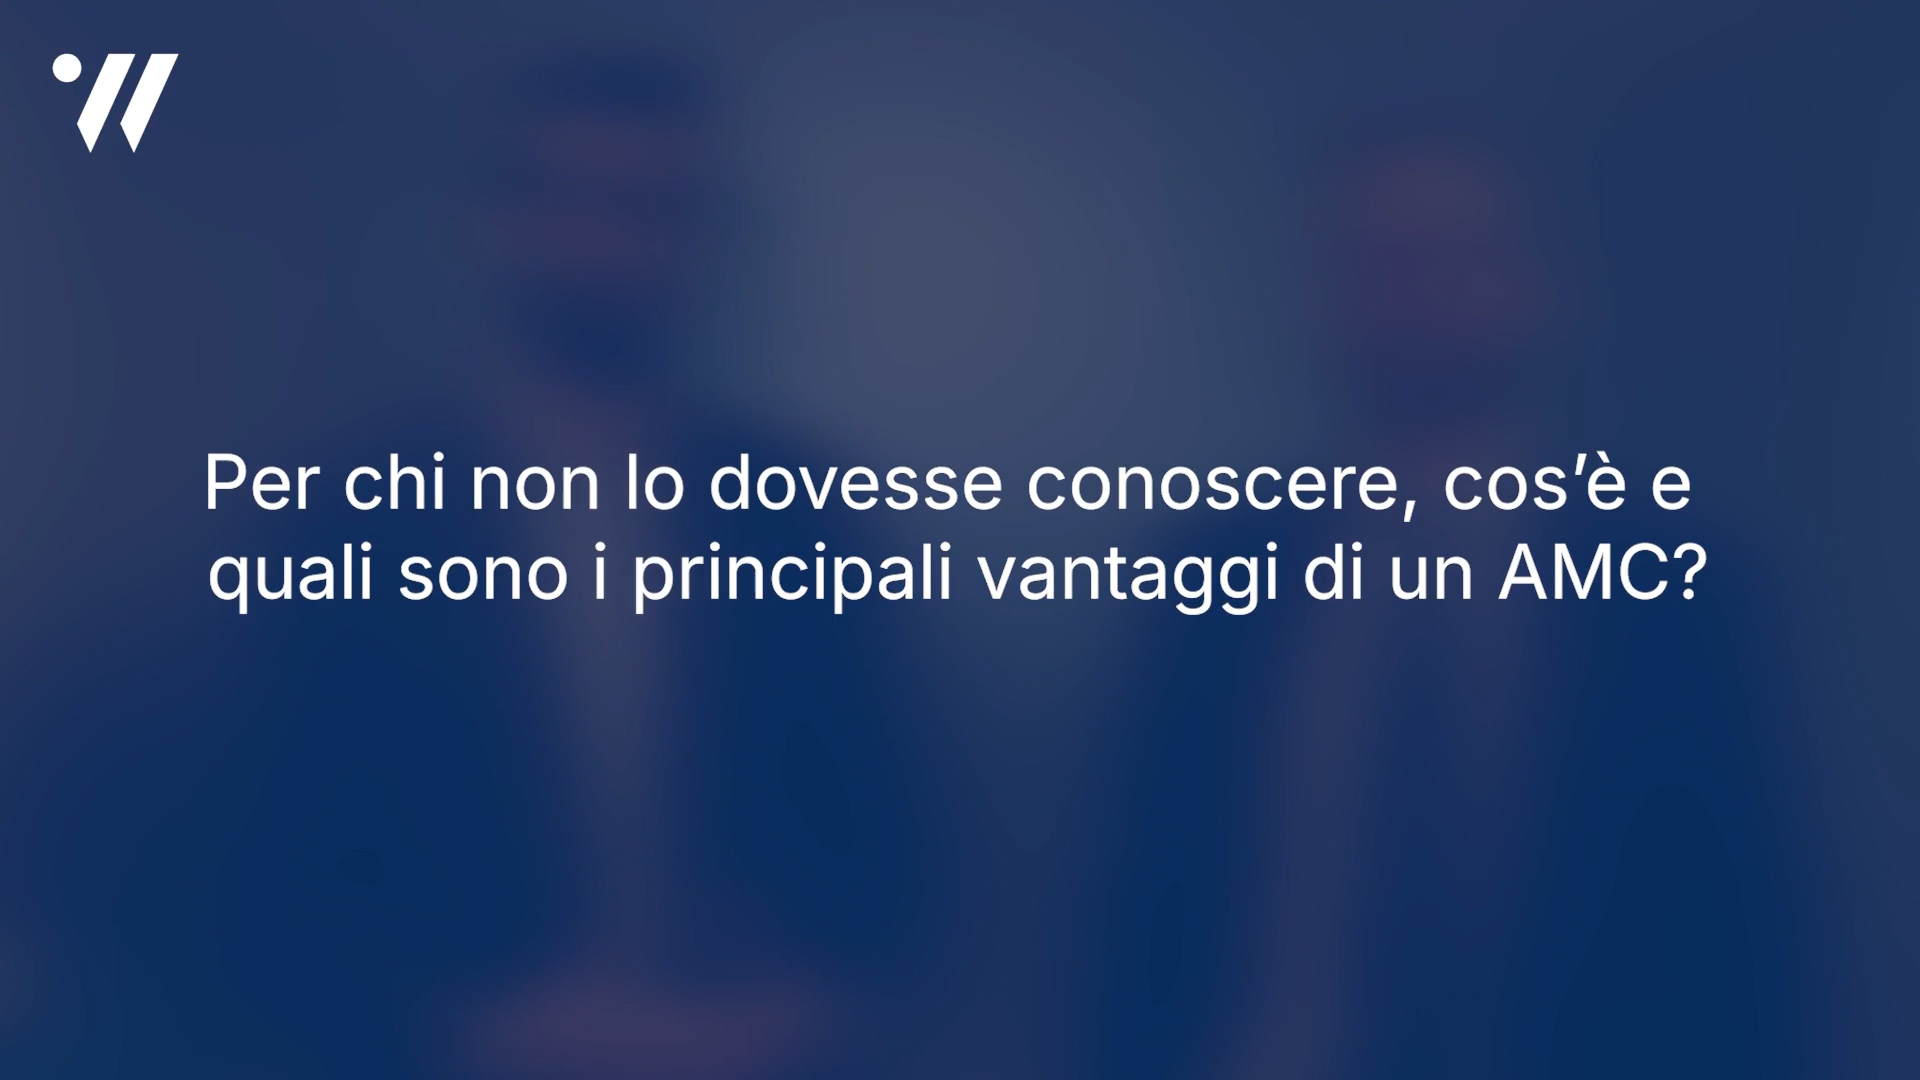 Per chi non lo dovesse conoscere, cos’è e
quali sono i principali vantaggi di un AMC?